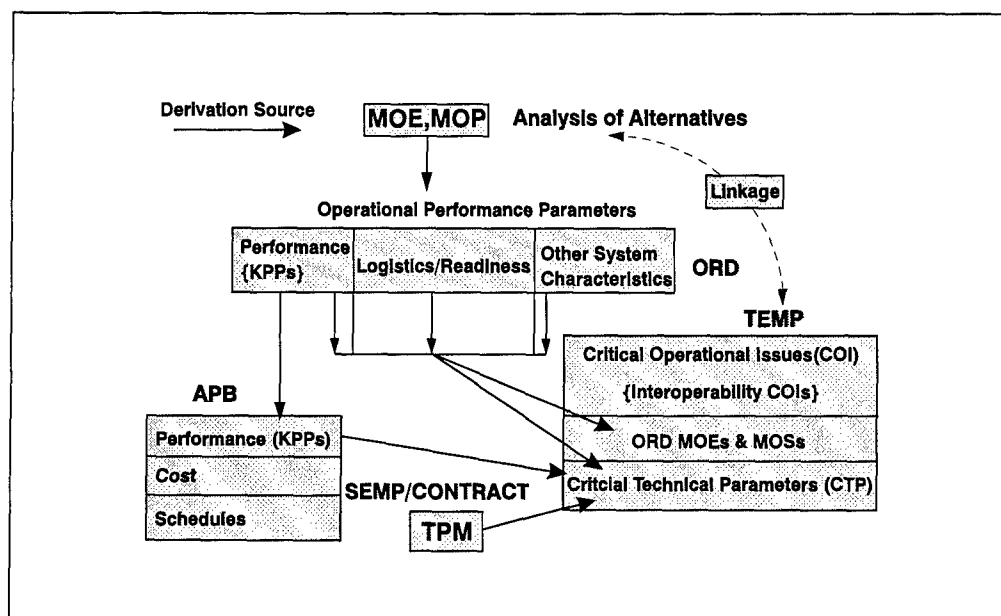 Derivation Source
MOE,MOP
Analysis of Alternatives
Linkage
Operational Performance Parameters
Performance
{KPPs}
Logistics/Readiness
Other System
Characteristics
ORD
TEMP
Critical Operational Issues(COI)
{Interoperability COIs}
ORD MOEs & MOSs
Critcial Technical Parameters (CTP)
APB
Performance (KPPs)
Cost
Schedules
SEMP/CONTRACT
TPM